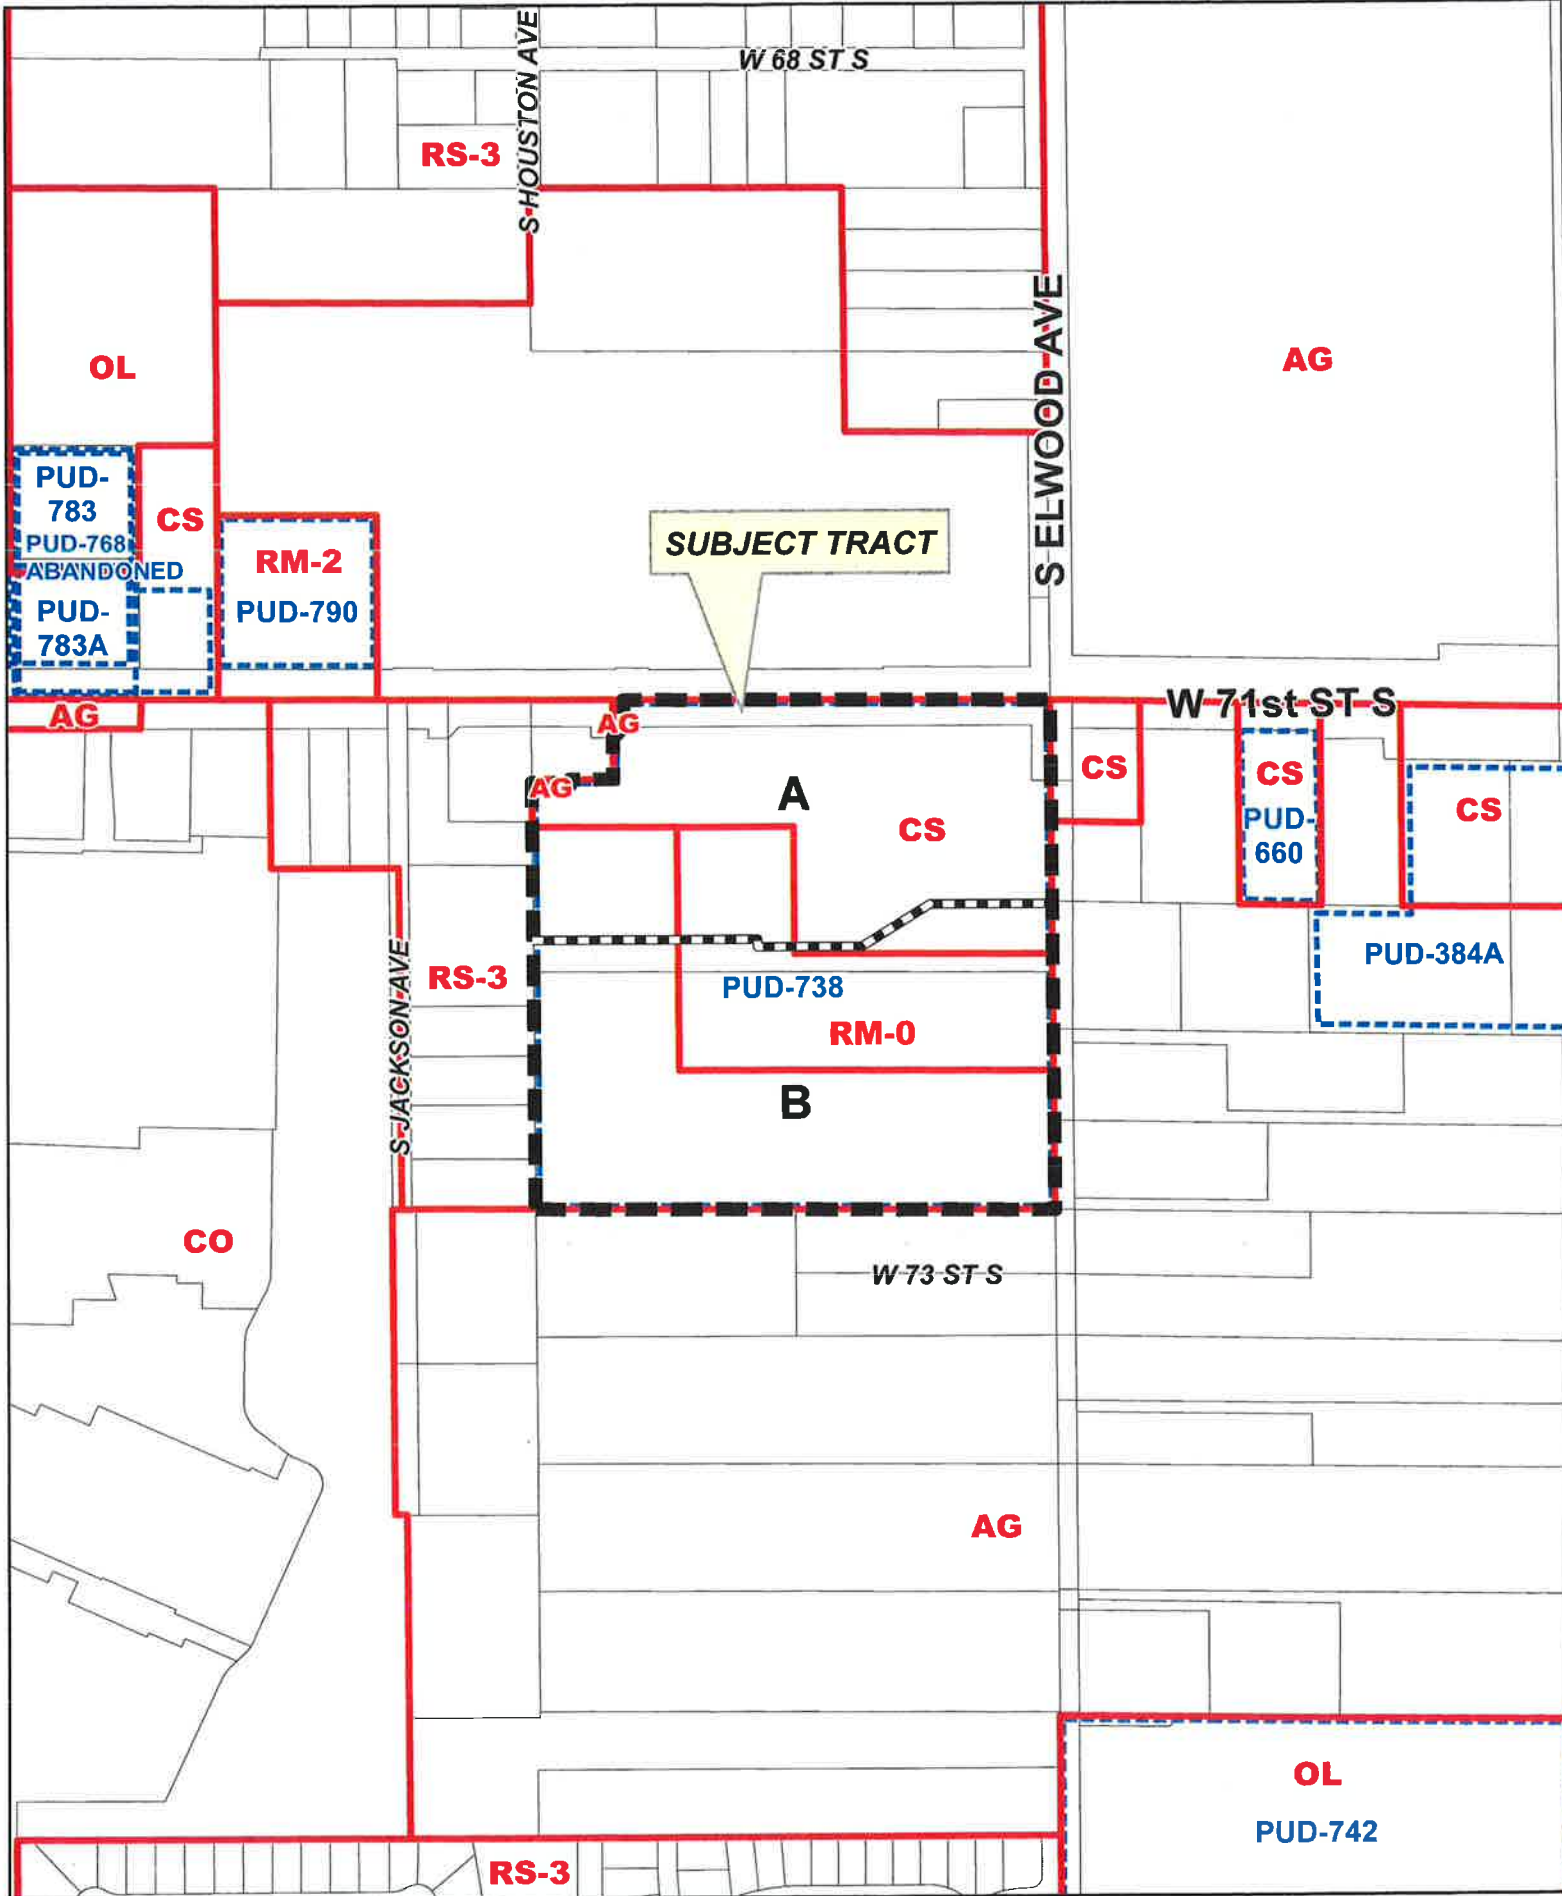 W 68 ST S
S HOUSTON AVE
RS-3
S ELWOOD AVE
OL
AG
PUD-
783
PUD-768
ABANDONED
PUD-
783A
CS
RM-2
PUD-790
SUBJECT TRACT
W 71st ST S
AG
AG
AG
A
CS
CS
CS
PUD-
660
CS
PUD-384A
S JACKSON AVE
RS-3
PUD-738
RM-0
B
CO
W 73 ST S
AG
OL
PUD-742
RS-3